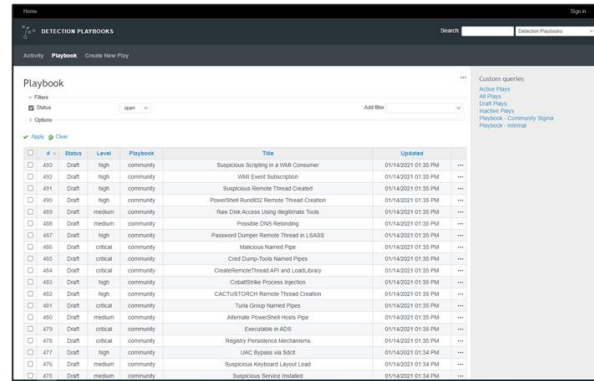 Home Sign in
DETECTION PLAYBOOKS Search: Detection Playbooks
Activity Playbook Create New Play
Playbook
Filters
Status open Add filter
Options
Apply Clear
Custom queries
Active Plays
All Plays
Draft Plays
Inactive Plays
Playbook - Community Sigma
Playbook - Internal
# Status Level Playbook Title Updated
493 Draft high community Suspicious Scripting in a WMI Consumer 01/14/2021 01:35 PM
492 Draft high community WMI Event Subscription 01/14/2021 01:35 PM
491 Draft high community Suspicious Remote Thread Created 01/14/2021 01:35 PM
490 Draft high community PowerShell Rundll32 Remote Thread Creation 01/14/2021 01:35 PM
489 Draft medium community Raw Disk Access Using Illegitimate Tools 01/14/2021 01:35 PM
488 Draft medium community Possible DNS Rebinding 01/14/2021 01:35 PM
487 Draft high community Password Dumper Remote Thread in LSASS 01/14/2021 01:35 PM
486 Draft critical community Malicious Named Pipe 01/14/2021 01:35 PM
485 Draft critical community Cred Dump-Tools Named Pipes 01/14/2021 01:35 PM
484 Draft critical community CreateRemoteThread API and LoadLibrary 01/14/2021 01:35 PM
483 Draft high community CobaltStrike Process Injection 01/14/2021 01:35 PM
482 Draft high community CACTUSTORCH Remote Thread Creation 01/14/2021 01:35 PM
481 Draft critical community Turla Group Named Pipes 01/14/2021 01:35 PM
480 Draft medium community Alternate PowerShell Hosts Pipe 01/14/2021 01:35 PM
479 Draft critical community Executable in ADS 01/14/2021 01:35 PM
478 Draft critical community Registry Persistence Mechanisms 01/14/2021 01:35 PM
477 Draft high community UAC Bypass via Sdclt 01/14/2021 01:34 PM
476 Draft medium community Suspicious Keyboard Layout Load 01/14/2021 01:34 PM
475 Draft medium community Suspicious Service Installed 01/14/2021 01:34 PM